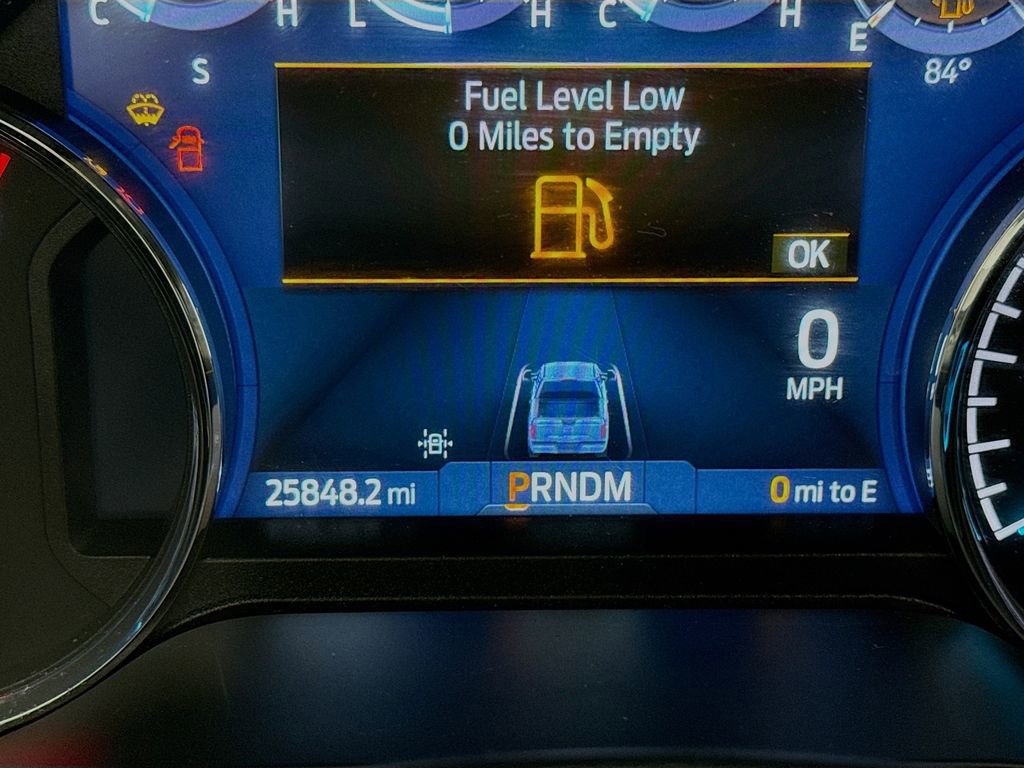 C H L H C H E
S
84°
Fuel Level Low
0 Miles to Empty
OK
0
MPH
25848.2 mi
PRNDM
0 mi to E